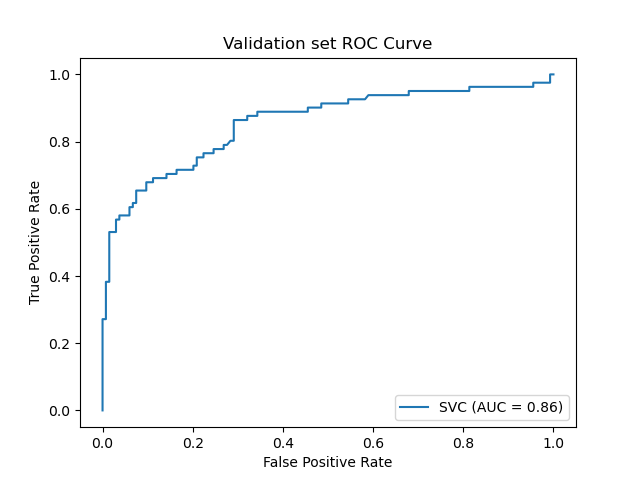 Validation set ROC Curve
1.0
0.8
0.6
0.4
0.2
0.0
True Positive Rate
SVC (AUC = 0.86)
0.0 0.2 0.4 0.6 0.8 1.0
False Positive Rate